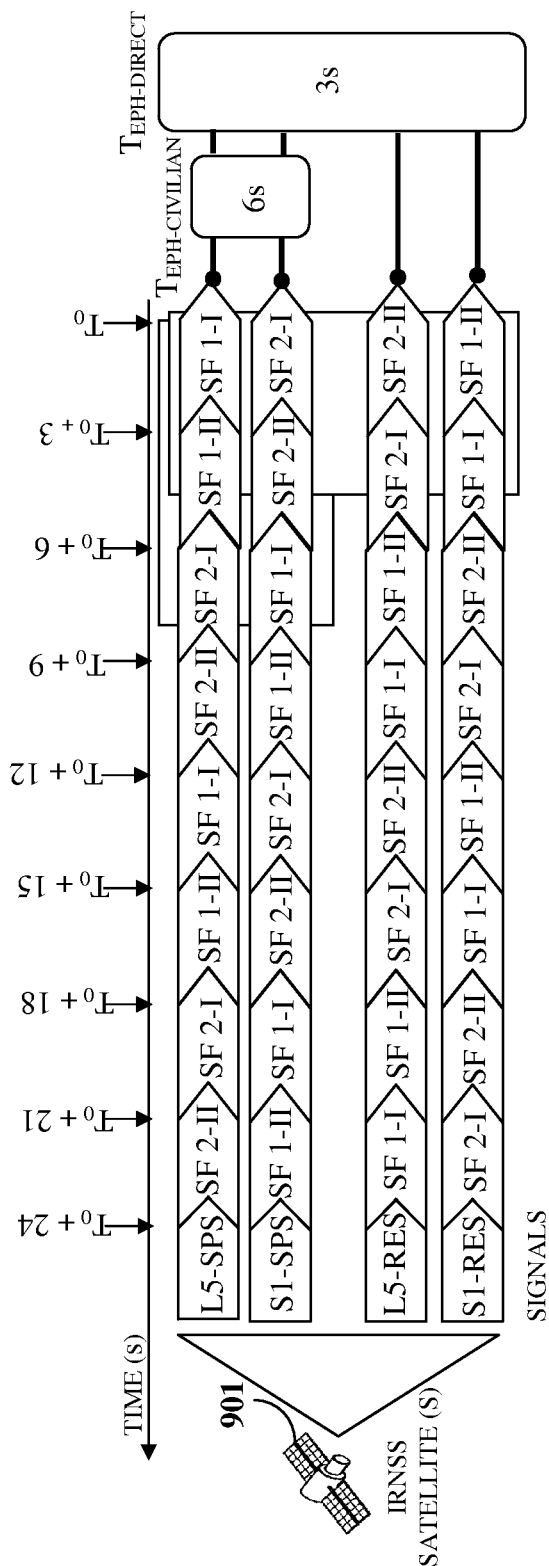 T0 + 24 T0 + 21 T0 + 18 T0 + 15 T0 + 12 T0 + 9 T0 + 6 T0 + 3 T0
TIME (s)
TEPH-CIVILIAN
TEPH-DIRECT
901
L5-SPS SF 2-II SF 2-I SF 1-II SF 1-I SF 2-II SF 2-I SF 1-II SF 1-I
S1-SPS SF 1-II SF 1-I SF 2-II SF 2-I SF 1-II SF 1-I SF 2-II SF 2-I
6s
3s
L5-RES SF 1-I SF 1-II SF 2-I SF 2-II SF 1-I SF 1-II SF 2-I SF 2-II
S1-RES SF 2-I SF 2-II SF 1-I SF 1-II SF 2-I SF 2-II SF 1-I SF 1-II
IRNSS
SATELLITE (S)
SIGNALS